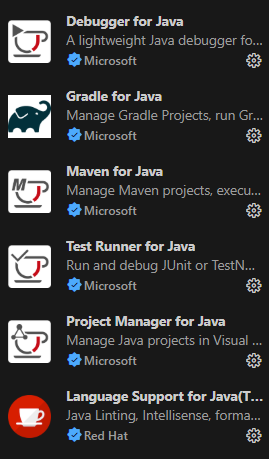 Debugger for Java
A lightweight Java debugger fo...
Microsoft
Gradle for Java
Manage Gradle Projects, run Gr...
Microsoft
M
Maven for Java
Manage Maven projects, execu...
Microsoft
Test Runner for Java
Run and debug JUnit or TestN...
Microsoft
Project Manager for Java
Manage Java projects in Visual ...
Microsoft
Language Support for Java(T...
Java Linting, Intellisense, forma...
Red Hat